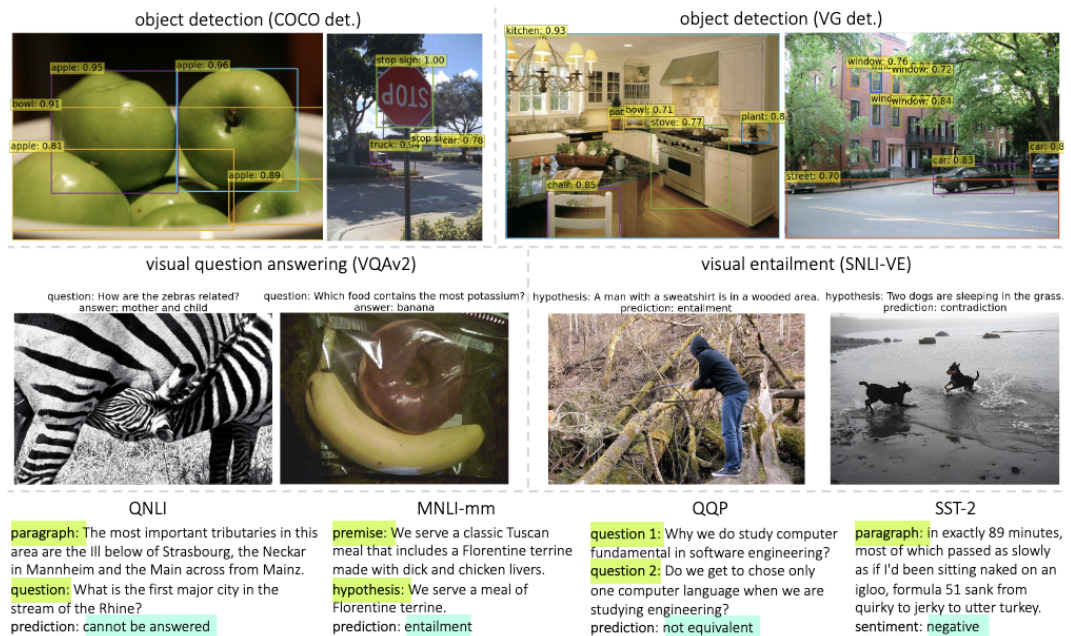 object detection (COCO det.)
object detection (VG det.)
apple: 0.95
apple: 0.96
bowl: 0.91
apple: 0.81
apple: 0.89
stop sign: 1.00
STOP
stop si
truck: 0.94
car: 0.78
kitchen: 0.93
pot
bowl: 0.71
stove: 0.77
plant: 0.8
chair: 0.85
window: 0.76
window: 0.72
window: 0.84
car: 0.83
car: 0.8
street: 0.70
visual question answering (VQAv2)
visual entailment (SNLI-VE)
question: How are the zebras related?
answer: mother and child
question: Which food contains the most potassium?
answer: banana
hypothesis: A man with a sweatshirt is in a wooded area.
prediction: entailment
hypothesis: Two dogs are sleeping in the grass.
prediction: contradiction
QNLI
paragraph: The most important tributaries in this
area are the Ill below of Strasbourg, the Neckar
in Mannheim and the Main across from Mainz.
question: What is the first major city in the
stream of the Rhine?
prediction: cannot be answered
MNLI-mm
premise: We serve a classic Tuscan
meal that includes a Florentine terrine
made with dick and chicken livers.
hypothesis: We serve a meal of
Florentine terrine.
prediction: entailment
QQP
question 1: Why we do study computer
fundamental in software engineering?
question 2: Do we get to chose only
one computer language when we are
studying engineering?
prediction: not equivalent
SST-2
paragraph: in exactly 89 minutes,
most of which passed as slowly
as if I'd been sitting naked on an
igloo, formula 51 sank from
quirky to jerky to utter turkey.
sentiment: negative